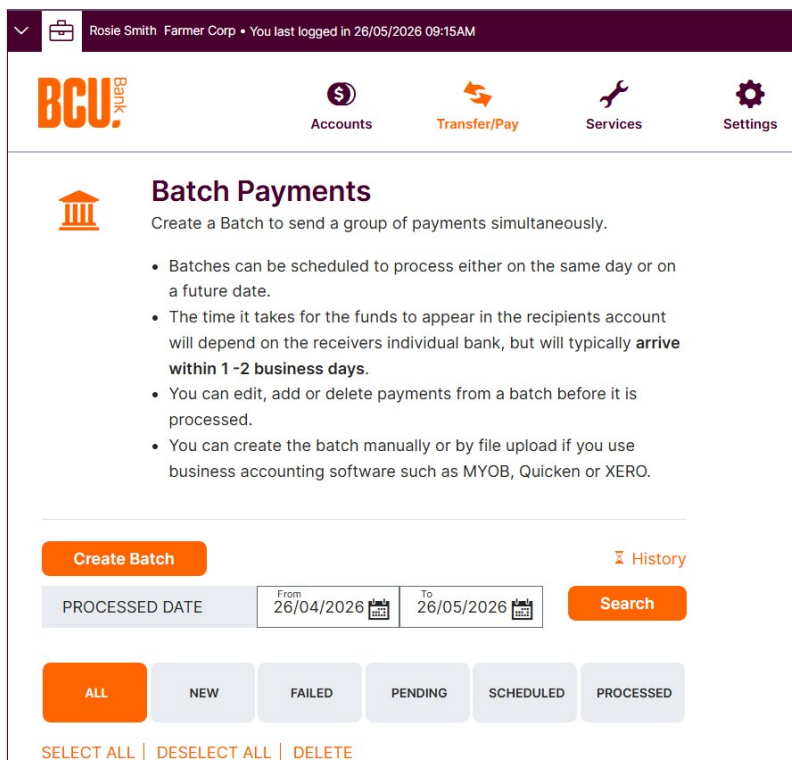 Rosie Smith Farmer Corp • You last logged in 26/05/2026 09:15AM
BCU Bank
Accounts Transfer/Pay Services Settings
Batch Payments
Create a Batch to send a group of payments simultaneously.
• Batches can be scheduled to process either on the same day or on
a future date.
• The time it takes for the funds to appear in the recipients account
will depend on the receivers individual bank, but will typically arrive
within 1 -2 business days.
• You can edit, add or delete payments from a batch before it is
processed.
• You can create the batch manually or by file upload if you use
business accounting software such as MYOB, Quicken or XERO.
Create Batch History
PROCESSED DATE From 26/04/2026 To 26/05/2026 Search
ALL NEW FAILED PENDING SCHEDULED PROCESSED
SELECT ALL | DESELECT ALL | DELETE